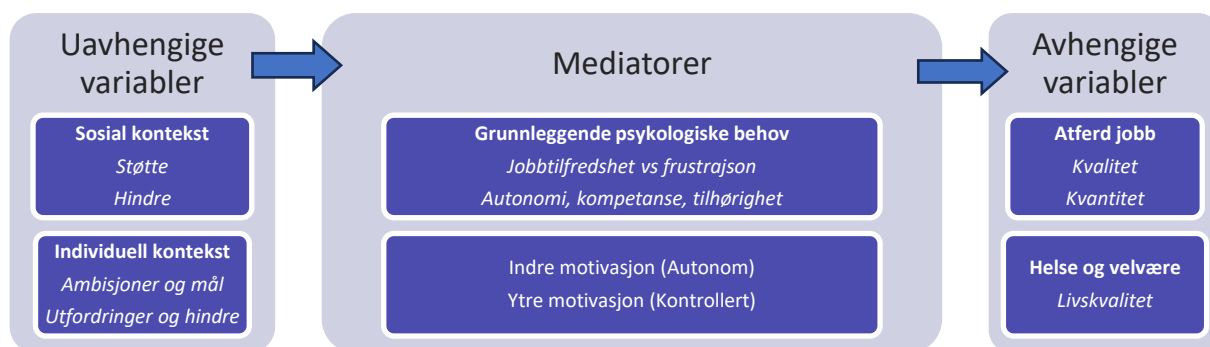 Uavhengige
variabler
Sosial kontekst
Støtte
Hindre
Individuell kontekst
Ambisjoner og mål
Utfordringer og hindre
Mediatorer
Grunnleggende psykologiske behov
Jobbtilfredshet vs frustrajson
Autonomi, kompetanse, tilhørighet
Indre motivasjon (Autonom)
Ytre motivasjon (Kontrollert)
Avhengige
variabler
Atferd jobb
Kvalitet
Kvantitet
Helse og velvære
Livskvalitet